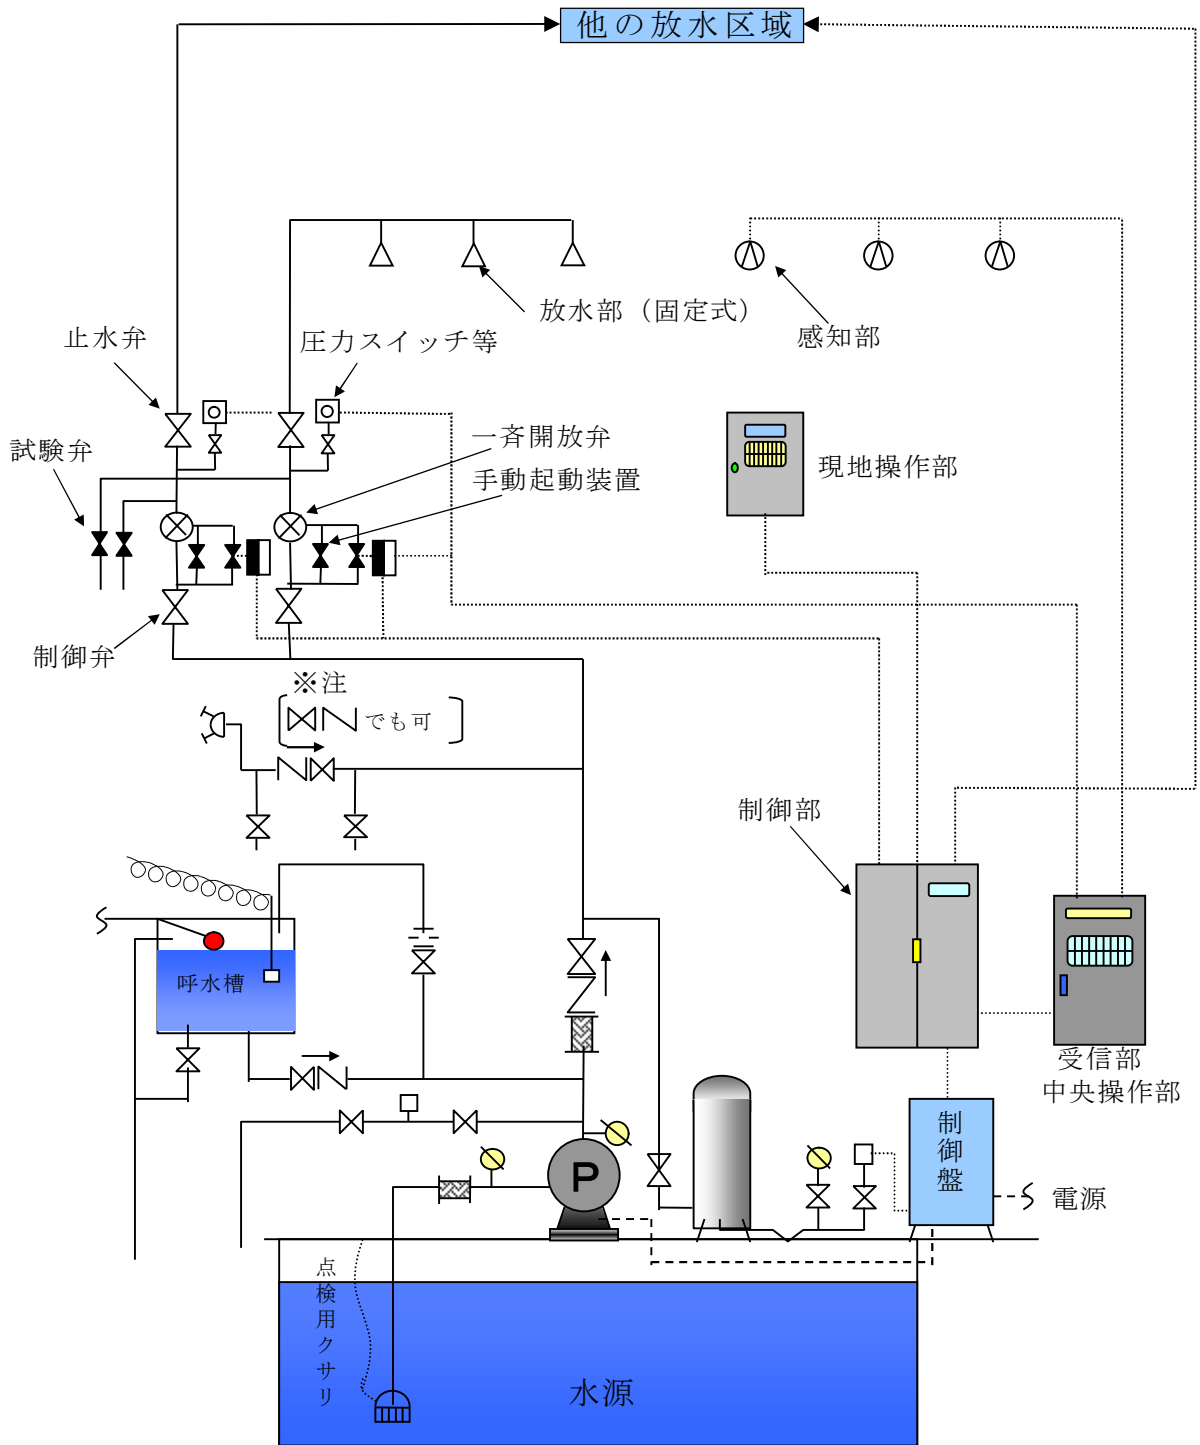 他の放水区域
放水部（固定式）
感知部
止水弁
圧力スイッチ等
試験弁
一斉開放弁
手動起動装置
現地操作部
制御弁
※注
でも可
制御部
呼水槽
受信部
中央操作部
制御盤
P
電源
点検用クサリ
水源